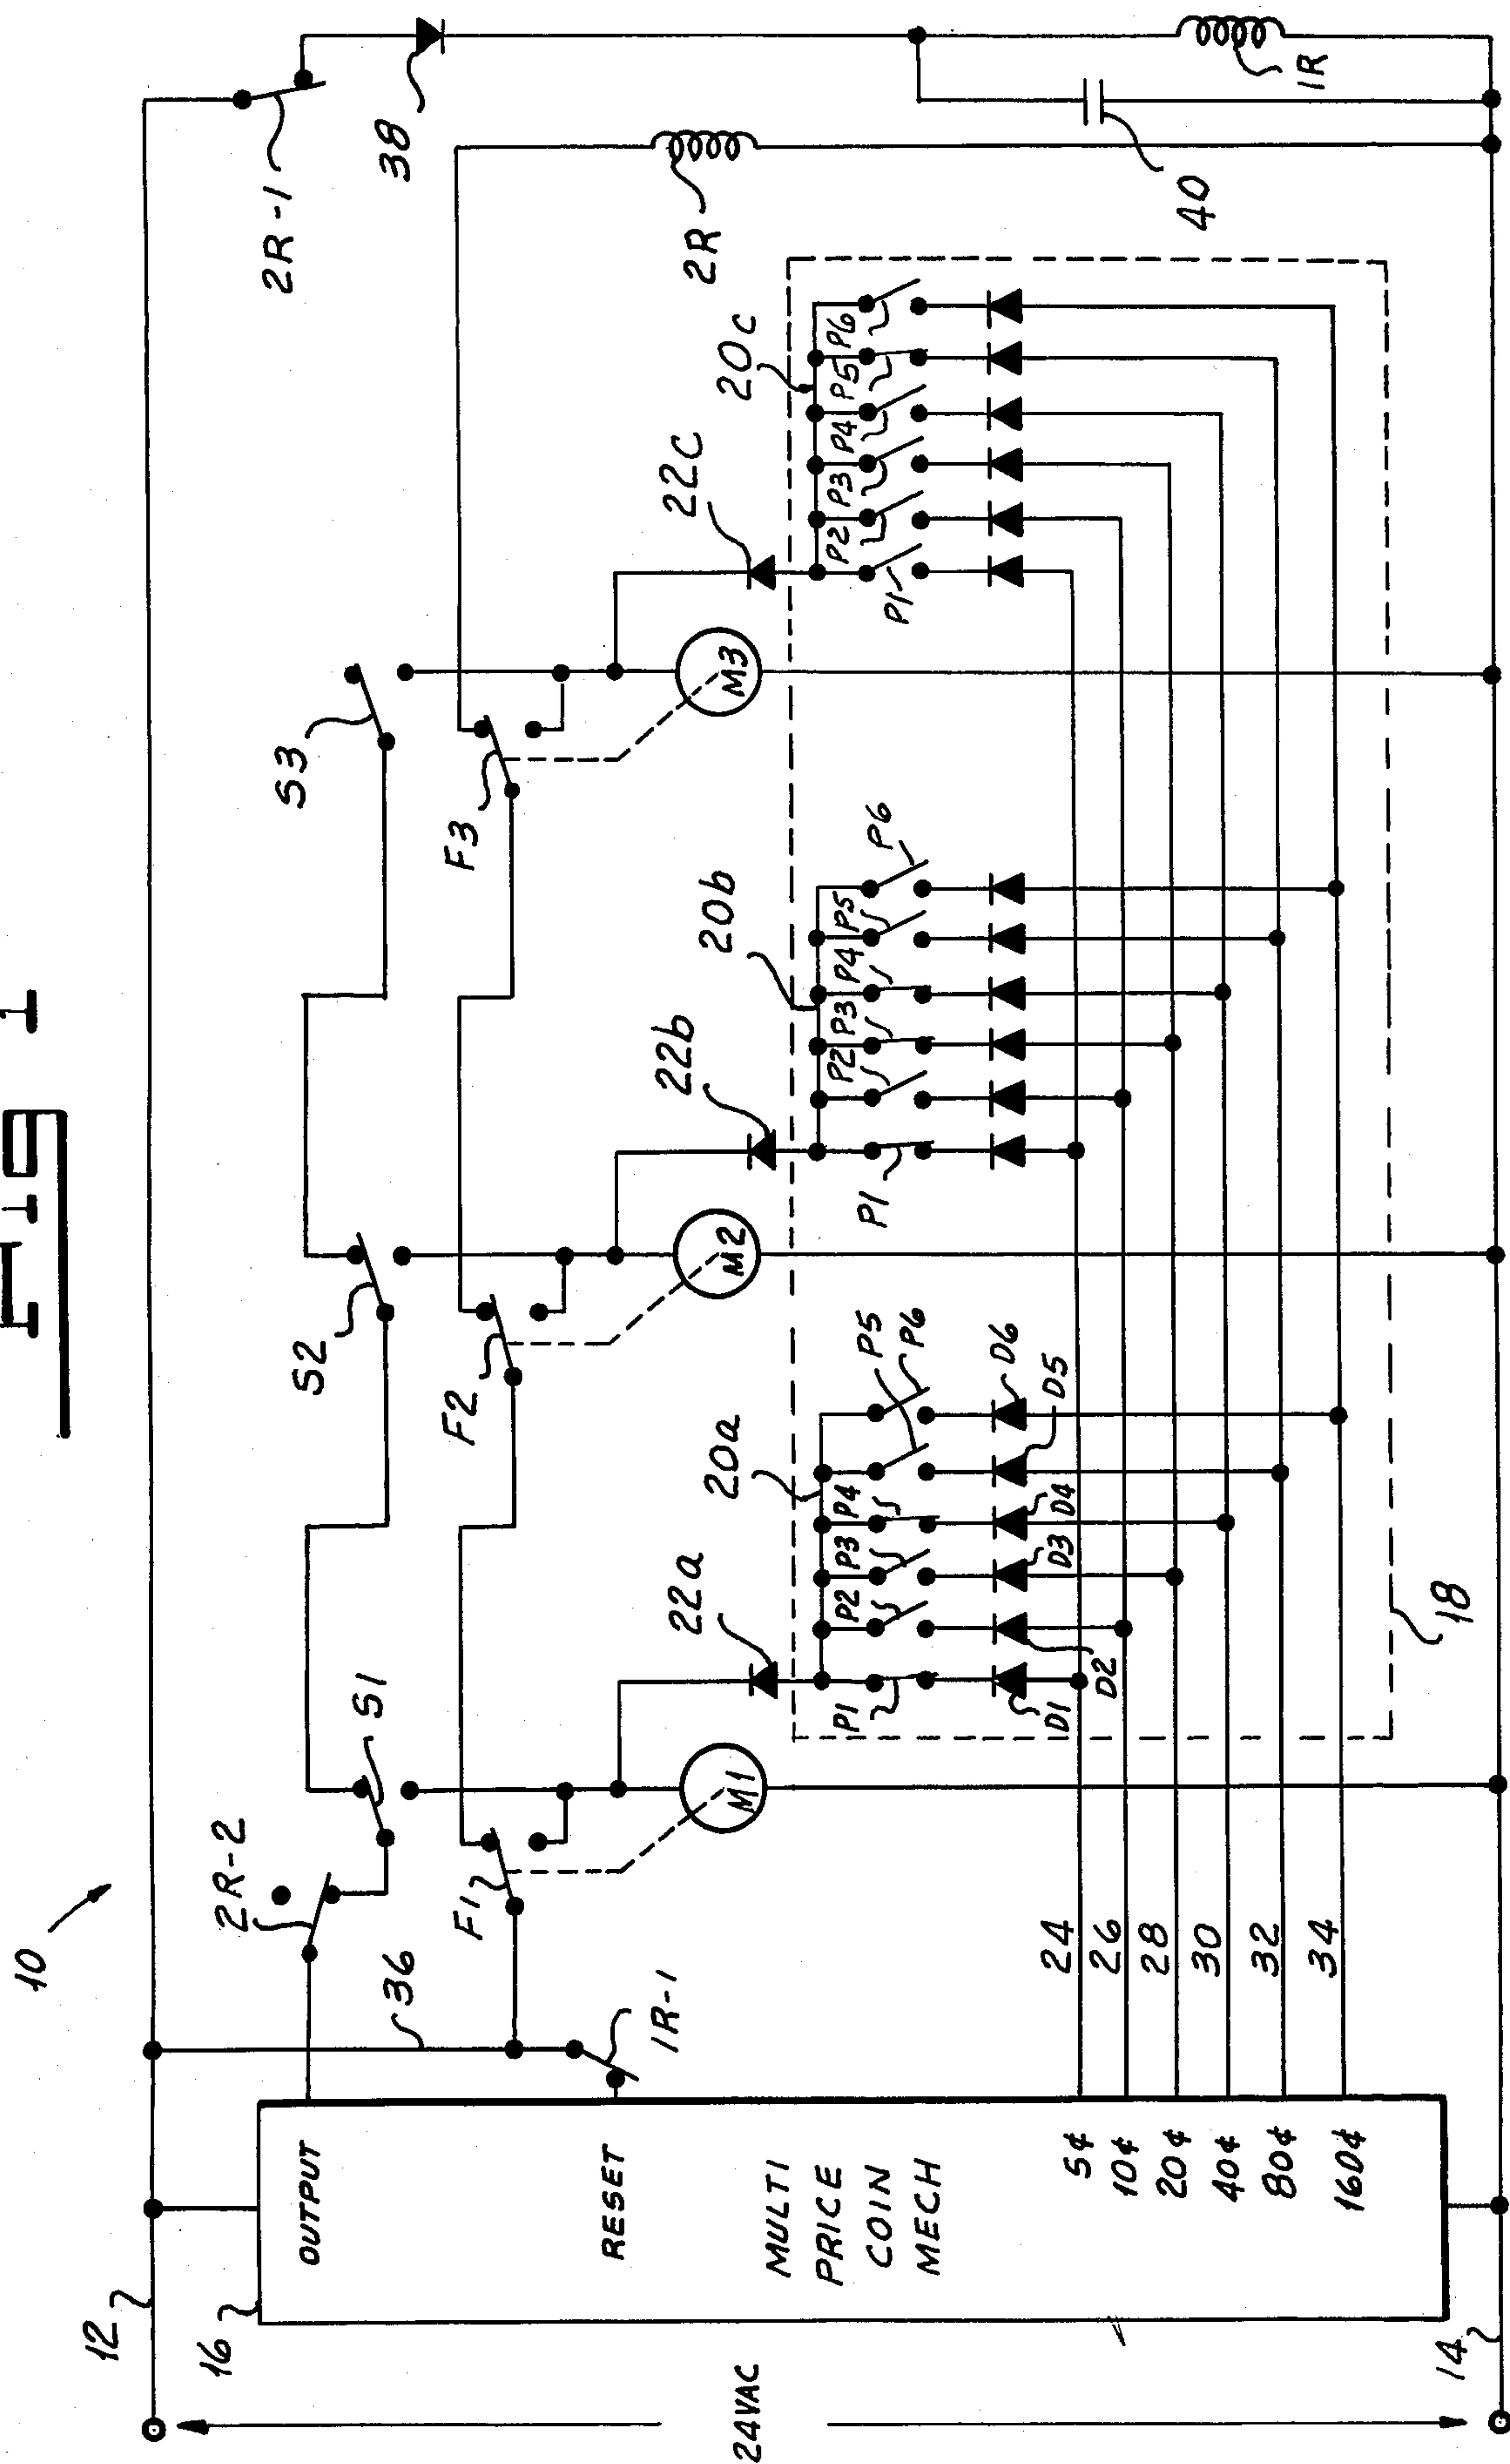 FIG 1
10
12
16
24VAC
14
OUTPUT
RESET
MULTI
PRICE
COIN
MECH
5¢
10¢
20¢
40¢
80¢
160¢
24
26
28
30
32
34
36
1R-1
2R-2
S1
F1
M1
22a
20a
P1
P2
P3
P4
P5
P6
D1
D2
D3
D4
D5
D6
18
S2
F2
M2
22b
20b
P1
P2
P3
P4
P5
P6
S3
F3
M3
22c
20c
P1
P2
P3
P4
P5
P6
2R-1
38
2R
40
1R